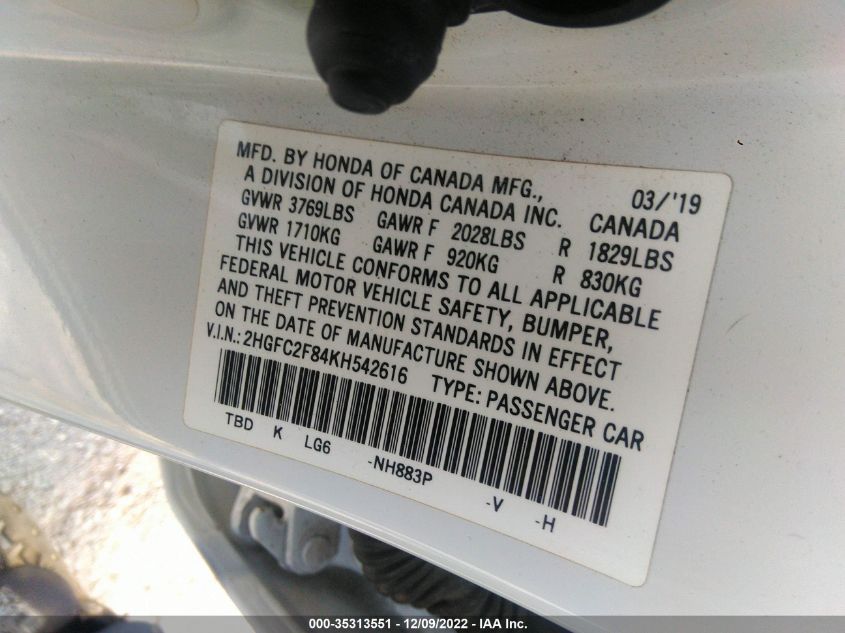 MFD. BY HONDA OF CANADA MFG., 03/'19
A DIVISION OF HONDA CANADA INC. CANADA
GVWR 3769LBS GAWR F 2028LBS R 1829LBS
GVWR 1710KG GAWR F 920KG R 830KG
THIS VEHICLE CONFORMS TO ALL APPLICABLE
FEDERAL MOTOR VEHICLE SAFETY, BUMPER,
AND THEFT PREVENTION STANDARDS IN EFFECT
ON THE DATE OF MANUFACTURE SHOWN ABOVE.
V.I.N.: 2HGFC2F84KH542616 TYPE: PASSENGER CAR
TBD K LG6 -NH883P -V -H
000-35313551 - 12/09/2022 - IAA Inc.